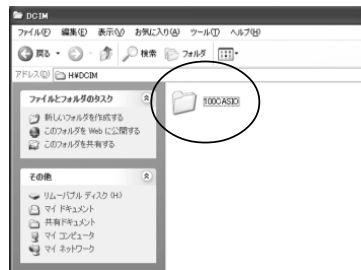 DCIM
ファイル(F) 編集(E) 表示(V) お気に入り(A) ツール(T) ヘルプ(H)
戻る 検索 フォルダ
アドレス(D) H:¥DCIM
ファイルとフォルダのタスク
新しいフォルダを作成する
このフォルダを Web に公開する
このフォルダを共有する
その他
リムーバブル ディスク (H:)
マイ ドキュメント
共有ドキュメント
マイ コンピュータ
マイ ネットワーク
100CASIO